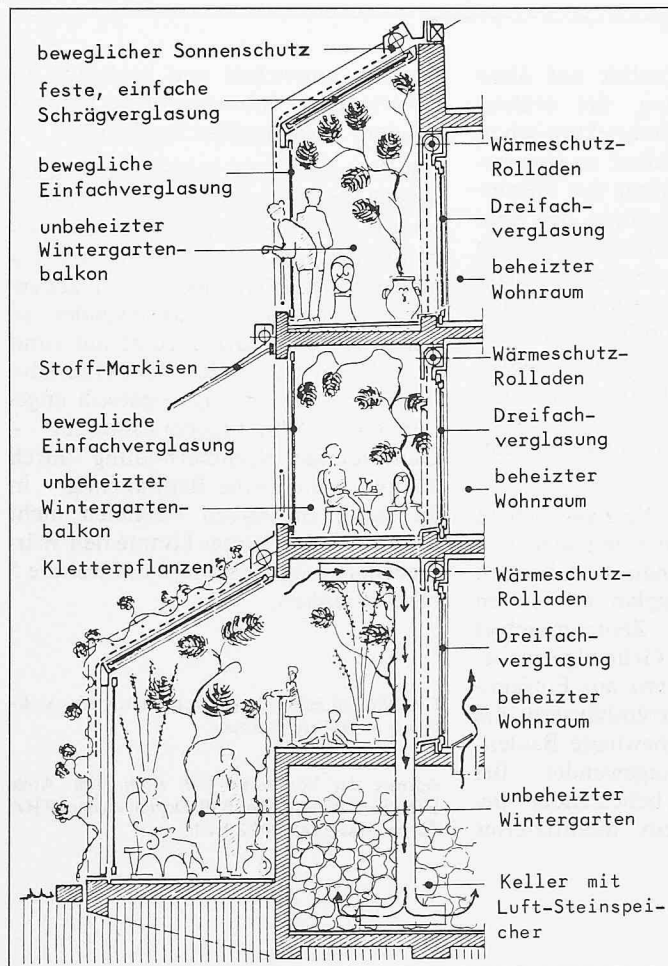 beweglicher Sonnenschutz
feste, einfache
Schrägverglasung
bewegliche
Einfachverglasung
unbeheizter
Wintergarten-
balkon
Stoff-Markisen
bewegliche
Einfachverglasung
unbeheizter
Wintergarten-
balkon
Kletterpflanzen
Wärmeschutz-
Rolladen
Dreifach-
verglasung
beheizter
Wohnraum
Wärmeschutz-
Rolladen
Dreifach-
verglasung
beheizter
Wohnraum
Wärmeschutz-
Rolladen
Dreifach-
verglasung
beheizter
Wohnraum
unbeheizter
Wintergarten
Keller mit
Luft-Steinspei-
cher